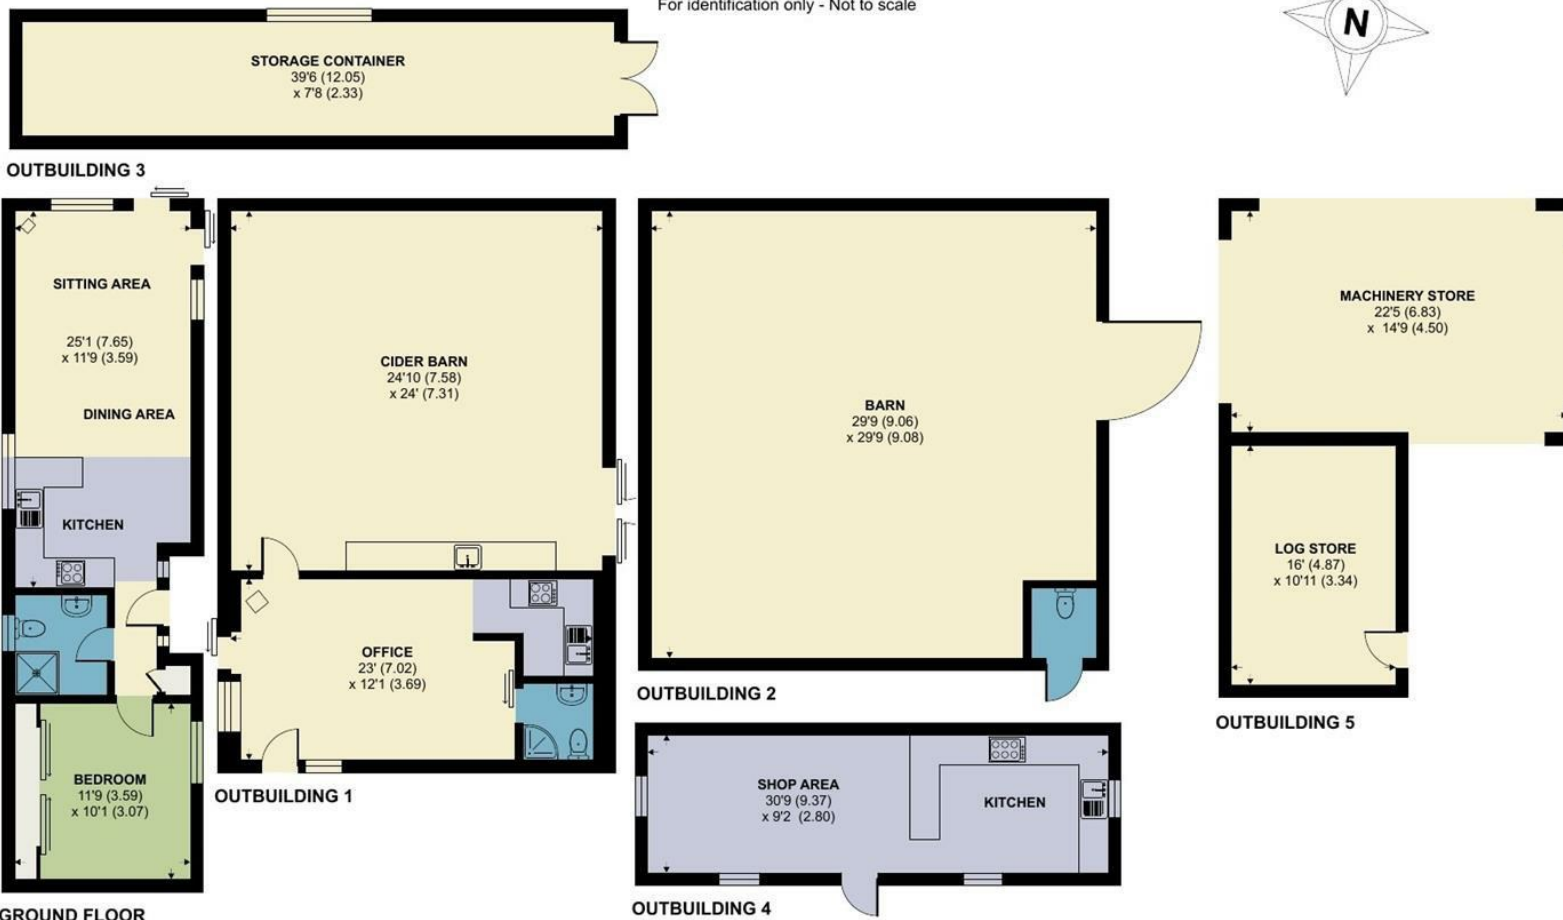 For identification only - Not to scale
N
STORAGE CONTAINER
39'6 (12.05)
x 7'8 (2.33)
OUTBUILDING 3
SITTING AREA
25'1 (7.65)
x 11'9 (3.59)
DINING AREA
KITCHEN
BEDROOM
11'9 (3.59)
x 10'1 (3.07)
GROUND FLOOR
CIDER BARN
24'10 (7.58)
x 24' (7.31)
OFFICE
23' (7.02)
x 12'1 (3.69)
OUTBUILDING 1
BARN
29'9 (9.06)
x 29'9 (9.08)
OUTBUILDING 2
SHOP AREA
30'9 (9.37)
x 9'2 (2.80)
KITCHEN
OUTBUILDING 4
MACHINERY STORE
22'5 (6.83)
x 14'9 (4.50)
LOG STORE
16' (4.87)
x 10'11 (3.34)
OUTBUILDING 5